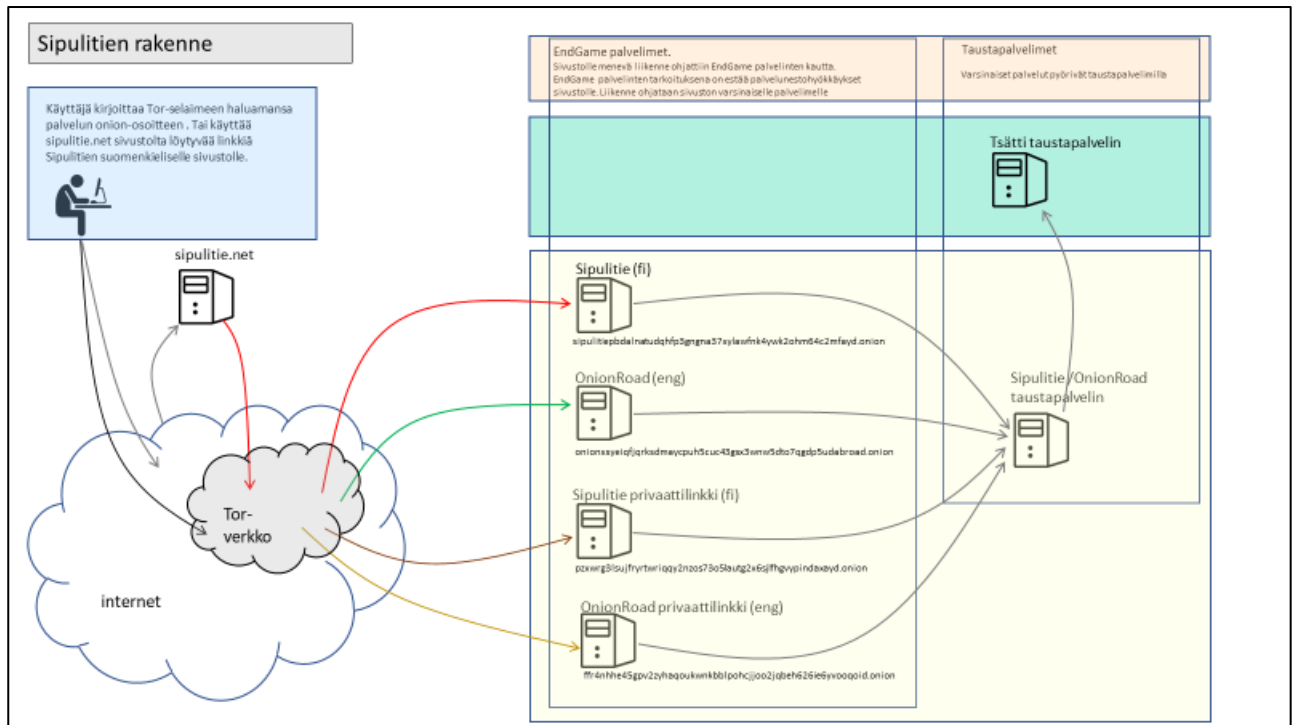 Sipulitien rakenne
Käyttäjä kirjoittaa Tor-selaimeen haluamansa
palvelun onion-osoitteen . Tai käyttää
sipulitie.net sivustolta löytyvää linkkiä
Sipulitien suomenkieliselle sivustolle.
sipulitie.net
Tor-
verkko
internet
EndGame palvelimet.
Sivustolle menevä liikenne ohjattiin EndGame palvelinten kautta.
EndGame palvelinten tarkoituksena on estää palvelunestohyökkäykset
sivustolle. Liikenne ohjataan sivuston varsinaiselle palvelimelle
Taustapalvelimet
Varsinaiset palvelut pyörivät taustapalvelimilla
Tsätti taustapalvelin
Sipulitie (fi)
OnionRoad (eng)
Sipulitie privaattilinkki (fi)
OnionRoad privaattilinkki (eng)
Sipulitie /OnionRoad
taustapalvelin